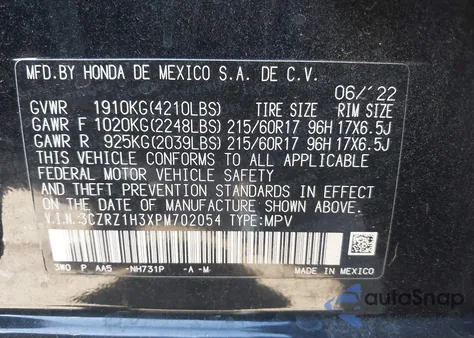 MFD.BY HONDA DE MEXICO S.A. DE C.V.
06/'22
GVWR 1910KG(4210LBS) TIRE SIZE RIM SIZE
GAWR F 1020KG(2248LBS) 215/60R17 96H 17X6.5J
GAWR R 925KG(2039LBS) 215/60R17 96H 17X6.5J
THIS VEHICLE CONFORMS TO ALL APPLICABLE
FEDERAL MOTOR VEHICLE SAFETY
AND THEFT PREVENTION STANDARDS IN EFFECT
ON THE DATE OF MANUFACTURE SHOWN ABOVE.
V.I.N.3CZRZ1H3XPM702054 TYPE:MPV
3W0 P AA5 -NH731P -A -M- MADE IN MEXICO
autoSnap